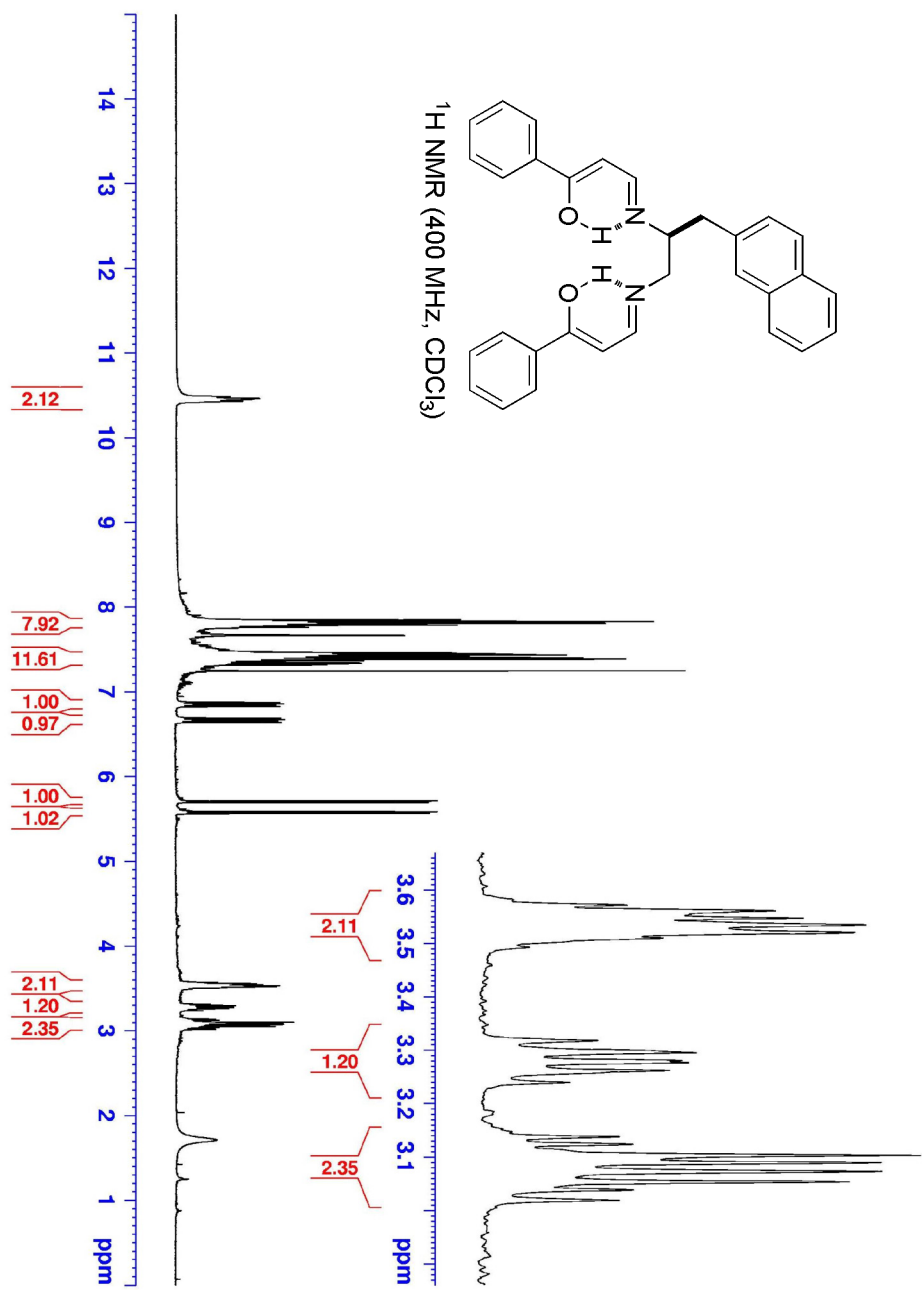 N N
H H
O O
¹H NMR (400 MHz, CDCl₃)
3.6 3.5 3.4 3.3 3.2 3.1 ppm
2.11 1.20 2.35
14 13 12 11 10 9 8 7 6 5 4 3 2 1 ppm
2.12 7.92 11.61 1.00 0.97 1.00 1.02 2.11 1.20 2.35